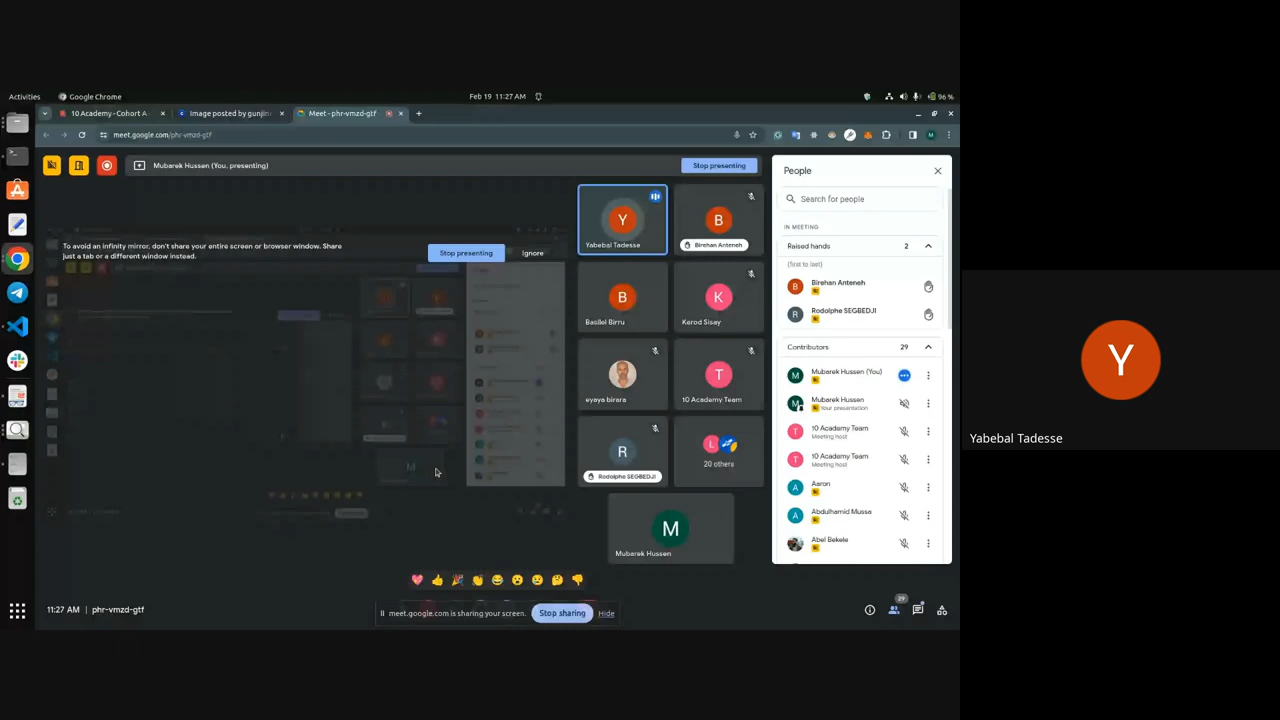 Activities
Google Chrome
Feb 19 11:27 AM
96 %
10 Academy - Cohort A
Image posted by gunjin
Meet - phr-vmzd-gtf
meet.google.com/phr-vmzd-gtf
Mubarek Hussen (You, presenting)
Stop presenting
To avoid an infinity mirror, don't share your entire screen or browser window. Share
just a tab or a different window instead.
Stop presenting
Ignore
Y
Yabebal Tadesse
B
Birehan Anteneh
B
Basilel Birru
K
Kerod Sisay
eyaya birara
T
10 Academy Team
R
Rodolphe SEGBEDJI
L
20 others
M
Mubarek Hussen
People
Search for people
IN MEETING
Raised hands
2
(first to last)
B
Birehan Anteneh
R
Rodolphe SEGBEDJI
Contributors
29
M
Mubarek Hussen (You)
M
Mubarek Hussen
Your presentation
T
10 Academy Team
Meeting host
T
10 Academy Team
Meeting host
A
Aaron
A
Abdulhamid Mussa
Abel Bekele
11:27 AM | phr-vmzd-gtf
meet.google.com is sharing your screen.
Stop sharing
Hide
29
Y
Yabebal Tadesse